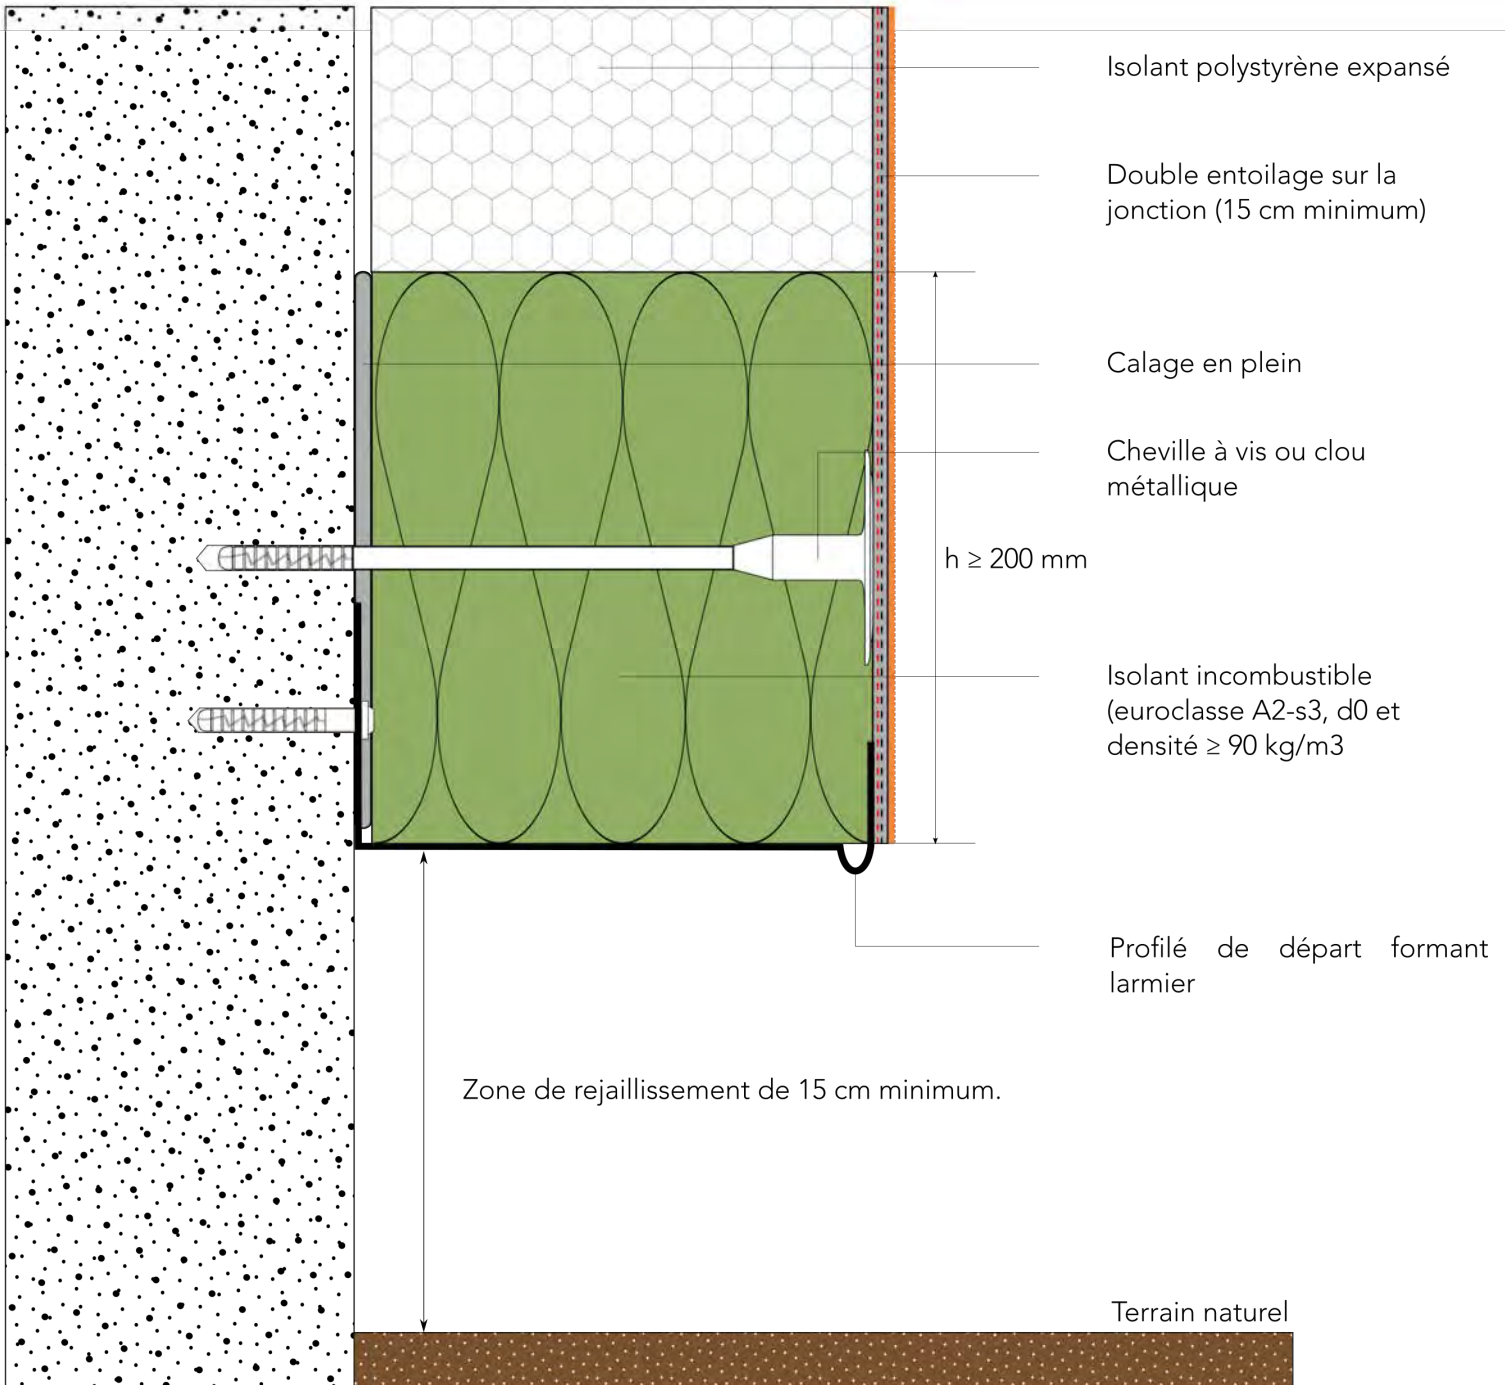 Isolant polystyrène expansé
Double entoilage sur la
jonction (15 cm minimum)
Calage en plein
Cheville à vis ou clou
métallique
h ≥ 200 mm
Isolant incombustible
(euroclasse A2-s3, d0 et
densité ≥ 90 kg/m3
Profilé de départ formant
larmier
Zone de rejaillissement de 15 cm minimum.
Terrain naturel